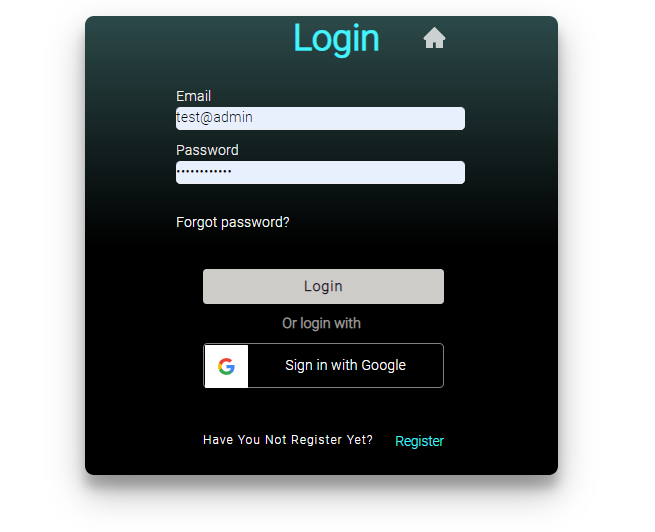 Login
Email
test@admin
Password
••••••••••••
Forgot password?
Login
Or login with
Sign in with Google
Have You Not Register Yet? Register